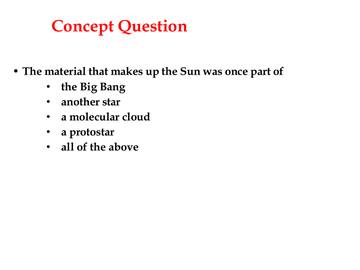 Concept Question
• The material that makes up the Sun was once part of
• the Big Bang
• another star
• a molecular cloud
• a protostar
• all of the above